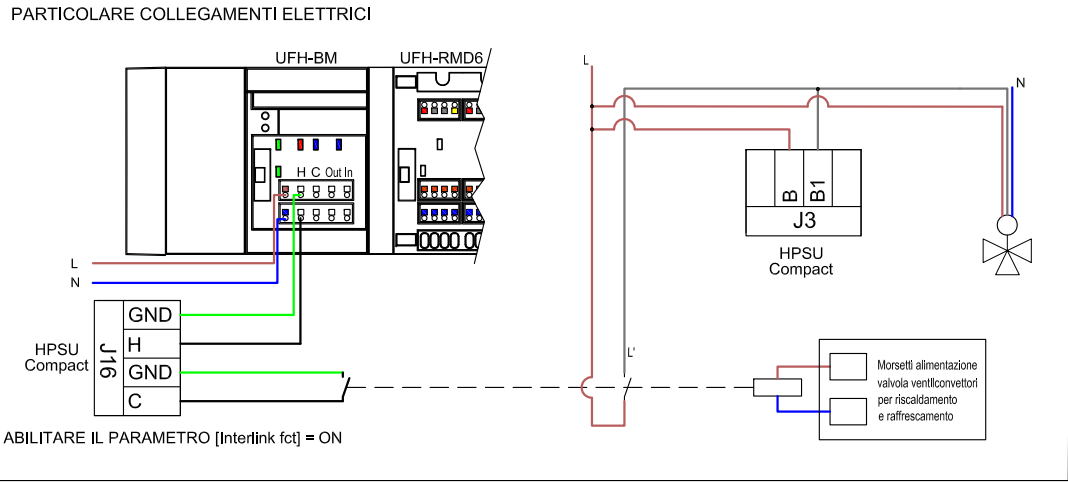 PARTICOLARE COLLEGAMENTI ELETTRICI
UFH-BM
UFH-RMD6
H C Out In
L
N
J16
GND
H
GND
C
HPSU
Compact
ABILITARE IL PARAMETRO [Interlink fct] = ON
L
N
B
B1
J3
HPSU
Compact
L'
Morsetti alimentazione
valvola ventilconvettori
per riscaldamento
e raffrescamento